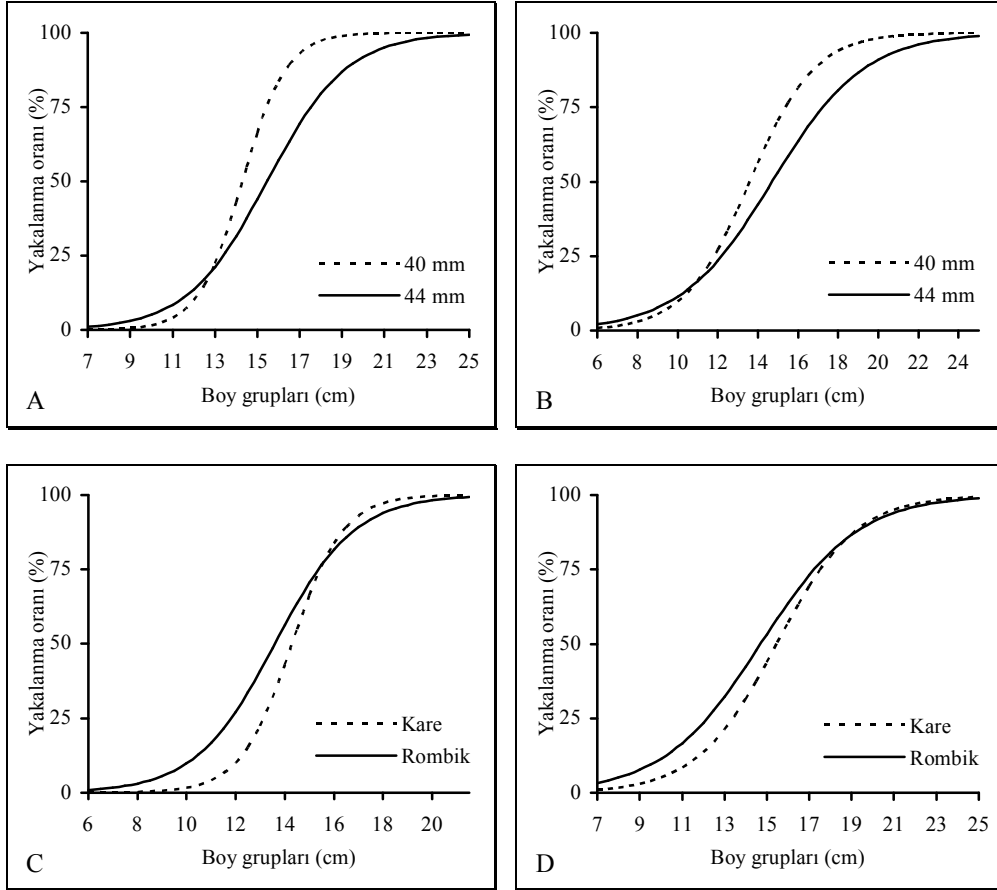 Yakalanma oranı (%)
100
75
50
25
0
40 mm
44 mm
7 9 11 13 15 17 19 21 23 25
Boy grupları (cm)
A
Yakalanma oranı (%)
100
75
50
25
0
40 mm
44 mm
6 8 10 12 14 16 18 20 22 24
Boy grupları (cm)
B
Yakalanma oranı (%)
100
75
50
25
0
Kare
Rombik
6 8 10 12 14 16 18 20
Boy grupları (cm)
C
Yakalanma oranı (%)
100
75
50
25
0
Kare
Rombik
7 9 11 13 15 17 19 21 23 25
Boy grupları (cm)
D